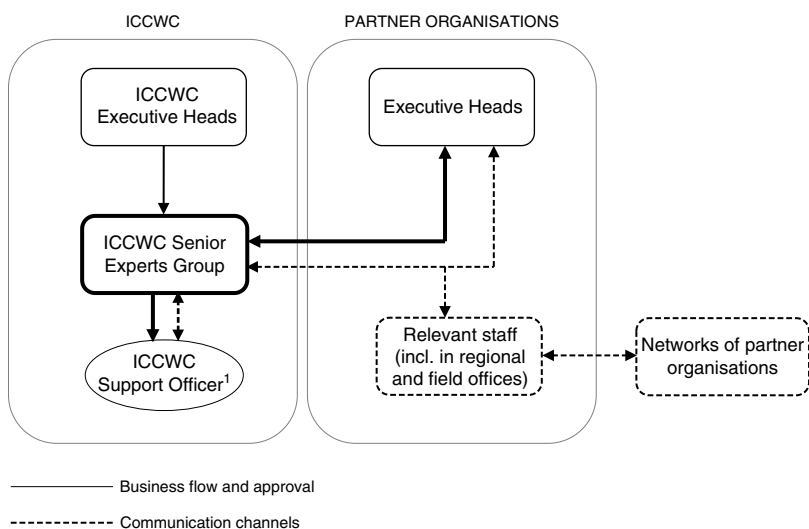 ICCWC
PARTNER ORGANISATIONS
ICCWC
Executive Heads
Executive Heads
ICCWC Senior
Experts Group
ICCWC
Support Officer¹
Relevant staff
(incl. in regional
and field offices)
Networks of partner
organisations
Business flow and approval
Communication channels